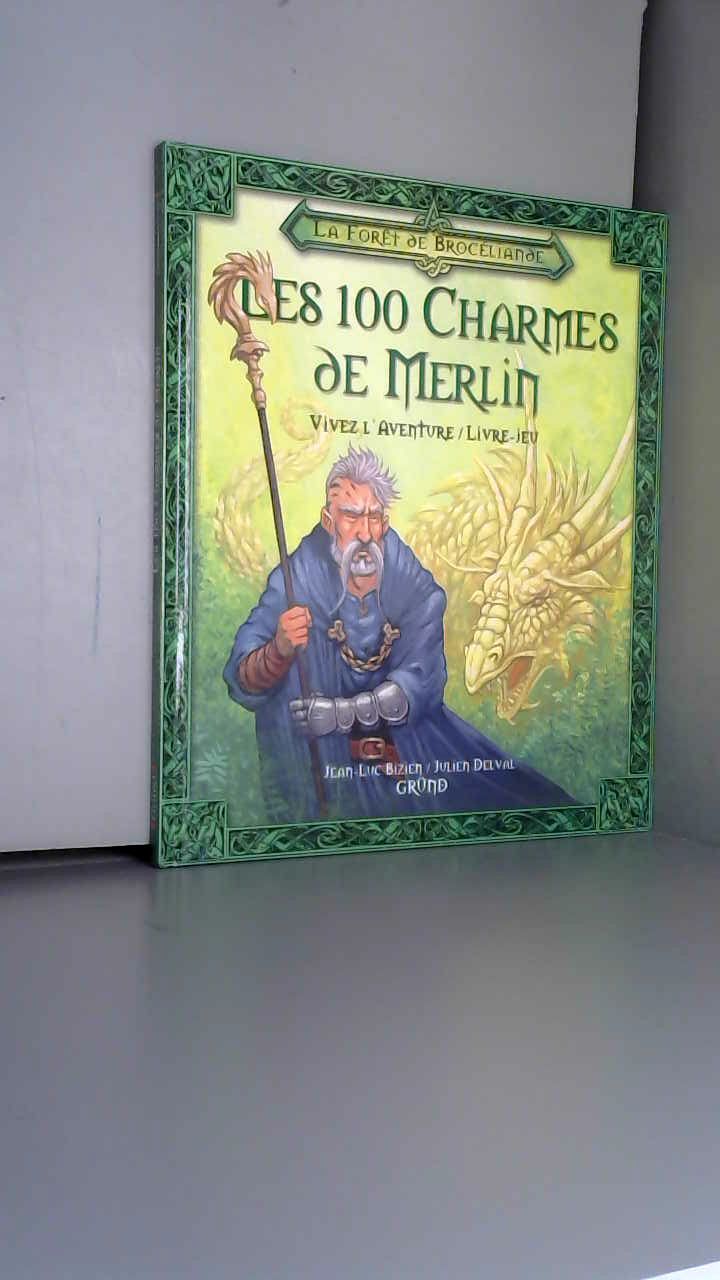 La Forêt de Brocéliande
Les 100 Charmes
de Merlin
Vivez l'Aventure / Livre-jeu
Jean-Luc Bizien / Julien Delval
GRÜND